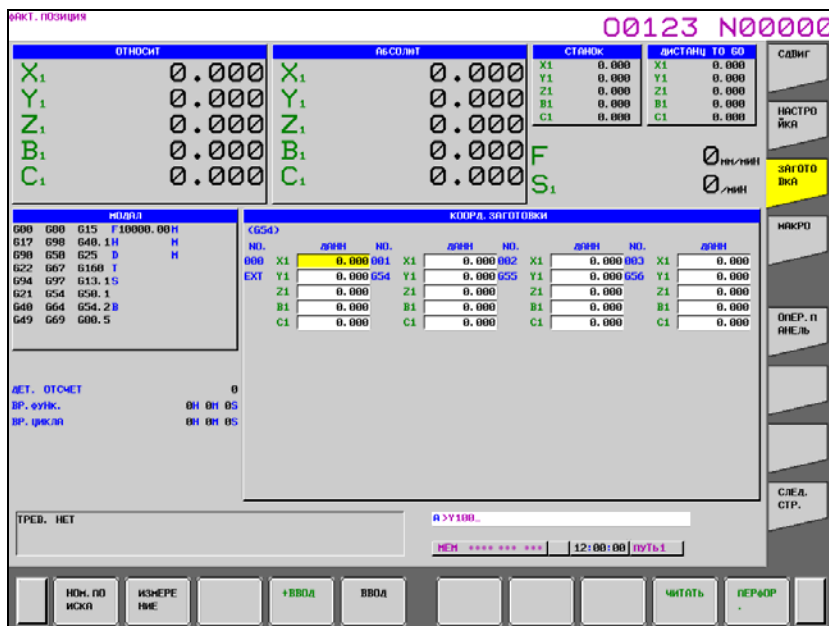 ФАКТ. ПОЗИЦИЯ
O0123 N00000
ОТНОСИТ
X1 0.000
Y1 0.000
Z1 0.000
B1 0.000
C1 0.000
АБСОЛЮТ
X1 0.000
Y1 0.000
Z1 0.000
B1 0.000
C1 0.000
СТАНОК
X1 0.000
Y1 0.000
Z1 0.000
B1 0.000
C1 0.000
ДИСТАНЦ TO GO
X1 0.000
Y1 0.000
Z1 0.000
B1 0.000
C1 0.000
F 0 ММ/МИН
S1 0 /МИН
МОДАЛ
G00 G80 G15 F10000.00 M
G17 G98 G40.1 H M
G90 G50 G25 D M
G22 G67 G160 T
G94 G97 G13.1 S
G21 G54 G50.1
G40 G64 G54.2 B
G49 G69 G80.5
ДЕТ. ОТСЧЕТ 0
ВР.ФУНК. 0H 0M 0S
ВР.ЦИКЛА 0H 0M 0S
КООРД. ЗАГОТОВКИ
(G54)
NO. ДАНН NO. ДАНН NO. ДАНН NO. ДАНН
000 X1 0.000 001 X1 0.000 002 X1 0.000 003 X1 0.000
EXT Y1 0.000 G54 Y1 0.000 G55 Y1 0.000 G56 Y1 0.000
Z1 0.000 Z1 0.000 Z1 0.000 Z1 0.000
B1 0.000 B1 0.000 B1 0.000 B1 0.000
C1 0.000 C1 0.000 C1 0.000 C1 0.000
ТРЕВ. НЕТ
A>Y100_
MEM **** *** *** 12:00:00 ПУТЬ1
СДВИГ
НАСТРО
ЙКА
ЗАГОТО
ВКА
МАКРО
ОПЕР.П
АНЕЛЬ
СЛЕД.
СТР.
НОМ.ПО
ИСКА
ИЗМЕРЕ
НИЕ
+ВВОД
ВВОД
ЧИТАТЬ
ПЕРФОР
.